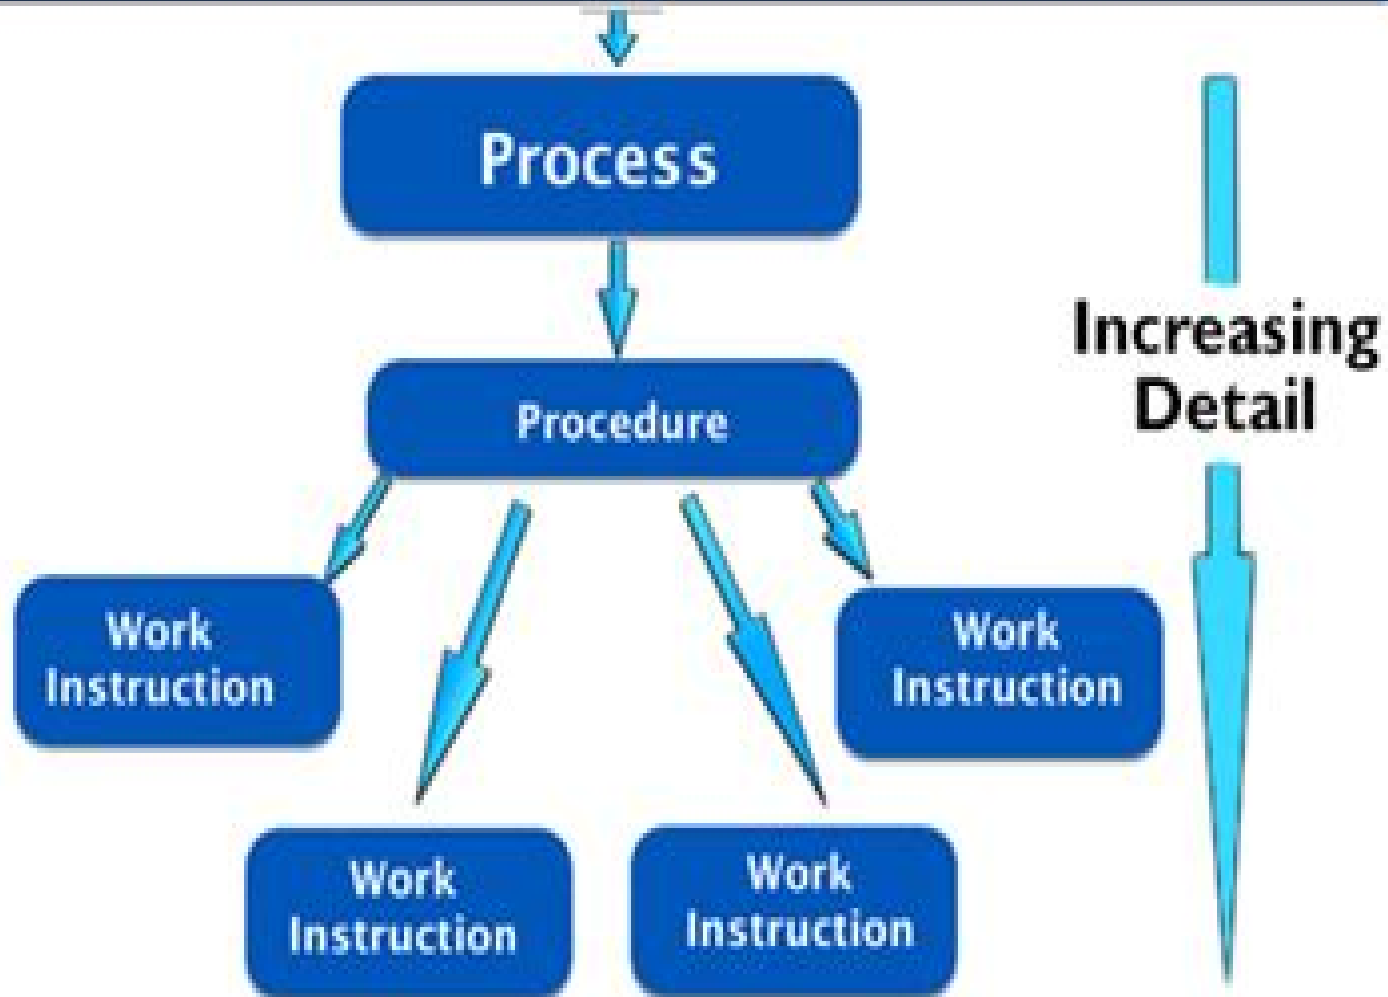 Process
Increasing
Detail
Procedure
Work
Instruction
Work
Instruction
Work
Instruction
Work
Instruction